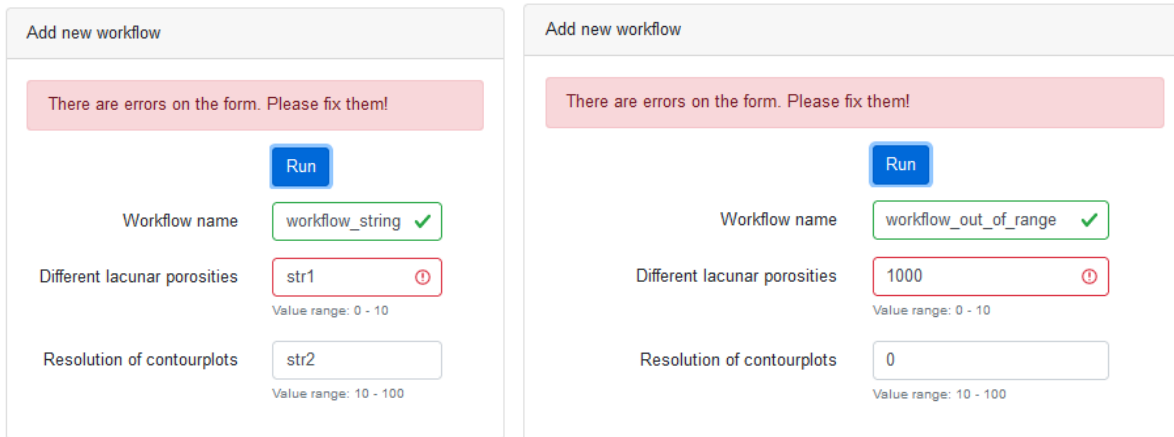 Add new workflow
There are errors on the form. Please fix them!
Run
Workflow name
workflow_string
Different lacunar porosities
str1
Value range: 0 - 10
Resolution of contourplots
str2
Value range: 10 - 100
Add new workflow
There are errors on the form. Please fix them!
Run
Workflow name
workflow_out_of_range
Different lacunar porosities
1000
Value range: 0 - 10
Resolution of contourplots
0
Value range: 10 - 100